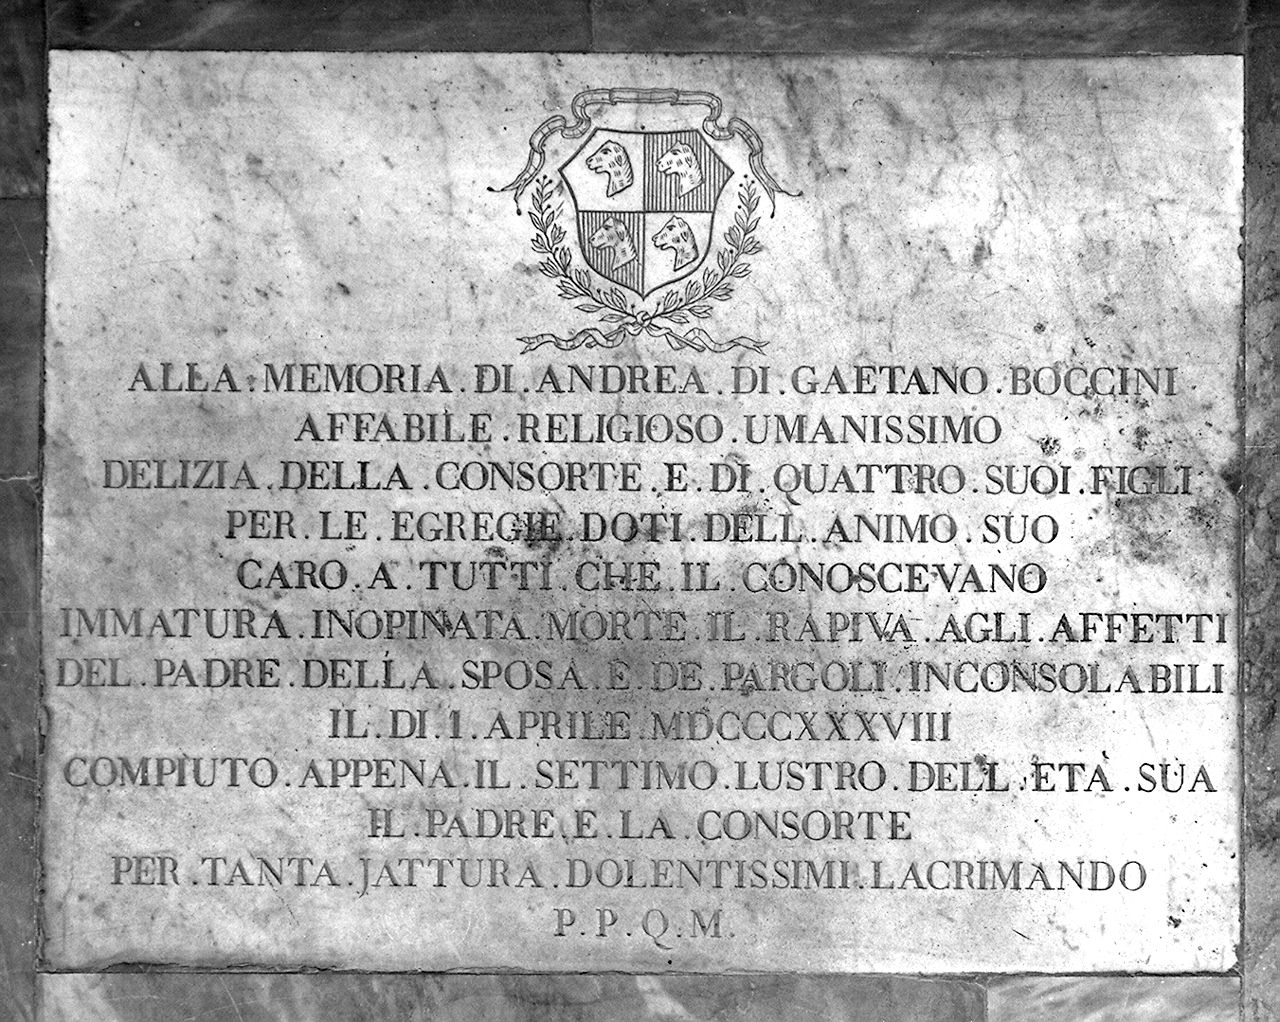 ALLA.MEMORIA.DI.ANDREA.DI.GAETANO.BOCCINI
AFFABILE.RELIGIOSO.UMANISSIMO
DELIZIA.DELLA.CONSORTE.E.DI.QUATTRO.SUOI.FIGLI
PER.LE.EGREGIE.DOTI.DELL.ANIMO.SUO
CARO.A.TUTTI.CHE.IL.CONOSCEVANO
IMMATURA.INOPINATA.MORTE.IL.RAPIVA.AGLI.AFFETTI
DEL.PADRE.DELLA.SPOSA.E.DE.PARGOLI.INCONSOLABILI
IL.DI.1.APRILE.MDCCCXXXVIII
COMPIUTO.APPENA.IL.SETTIMO.LUSTRO.DELL.ETA.SUA
IL.PADRE.E.LA.CONSORTE
PER.TANTA.JATTURA.DOLENTISSIMI.LACRIMANDO
P.P.Q.M.